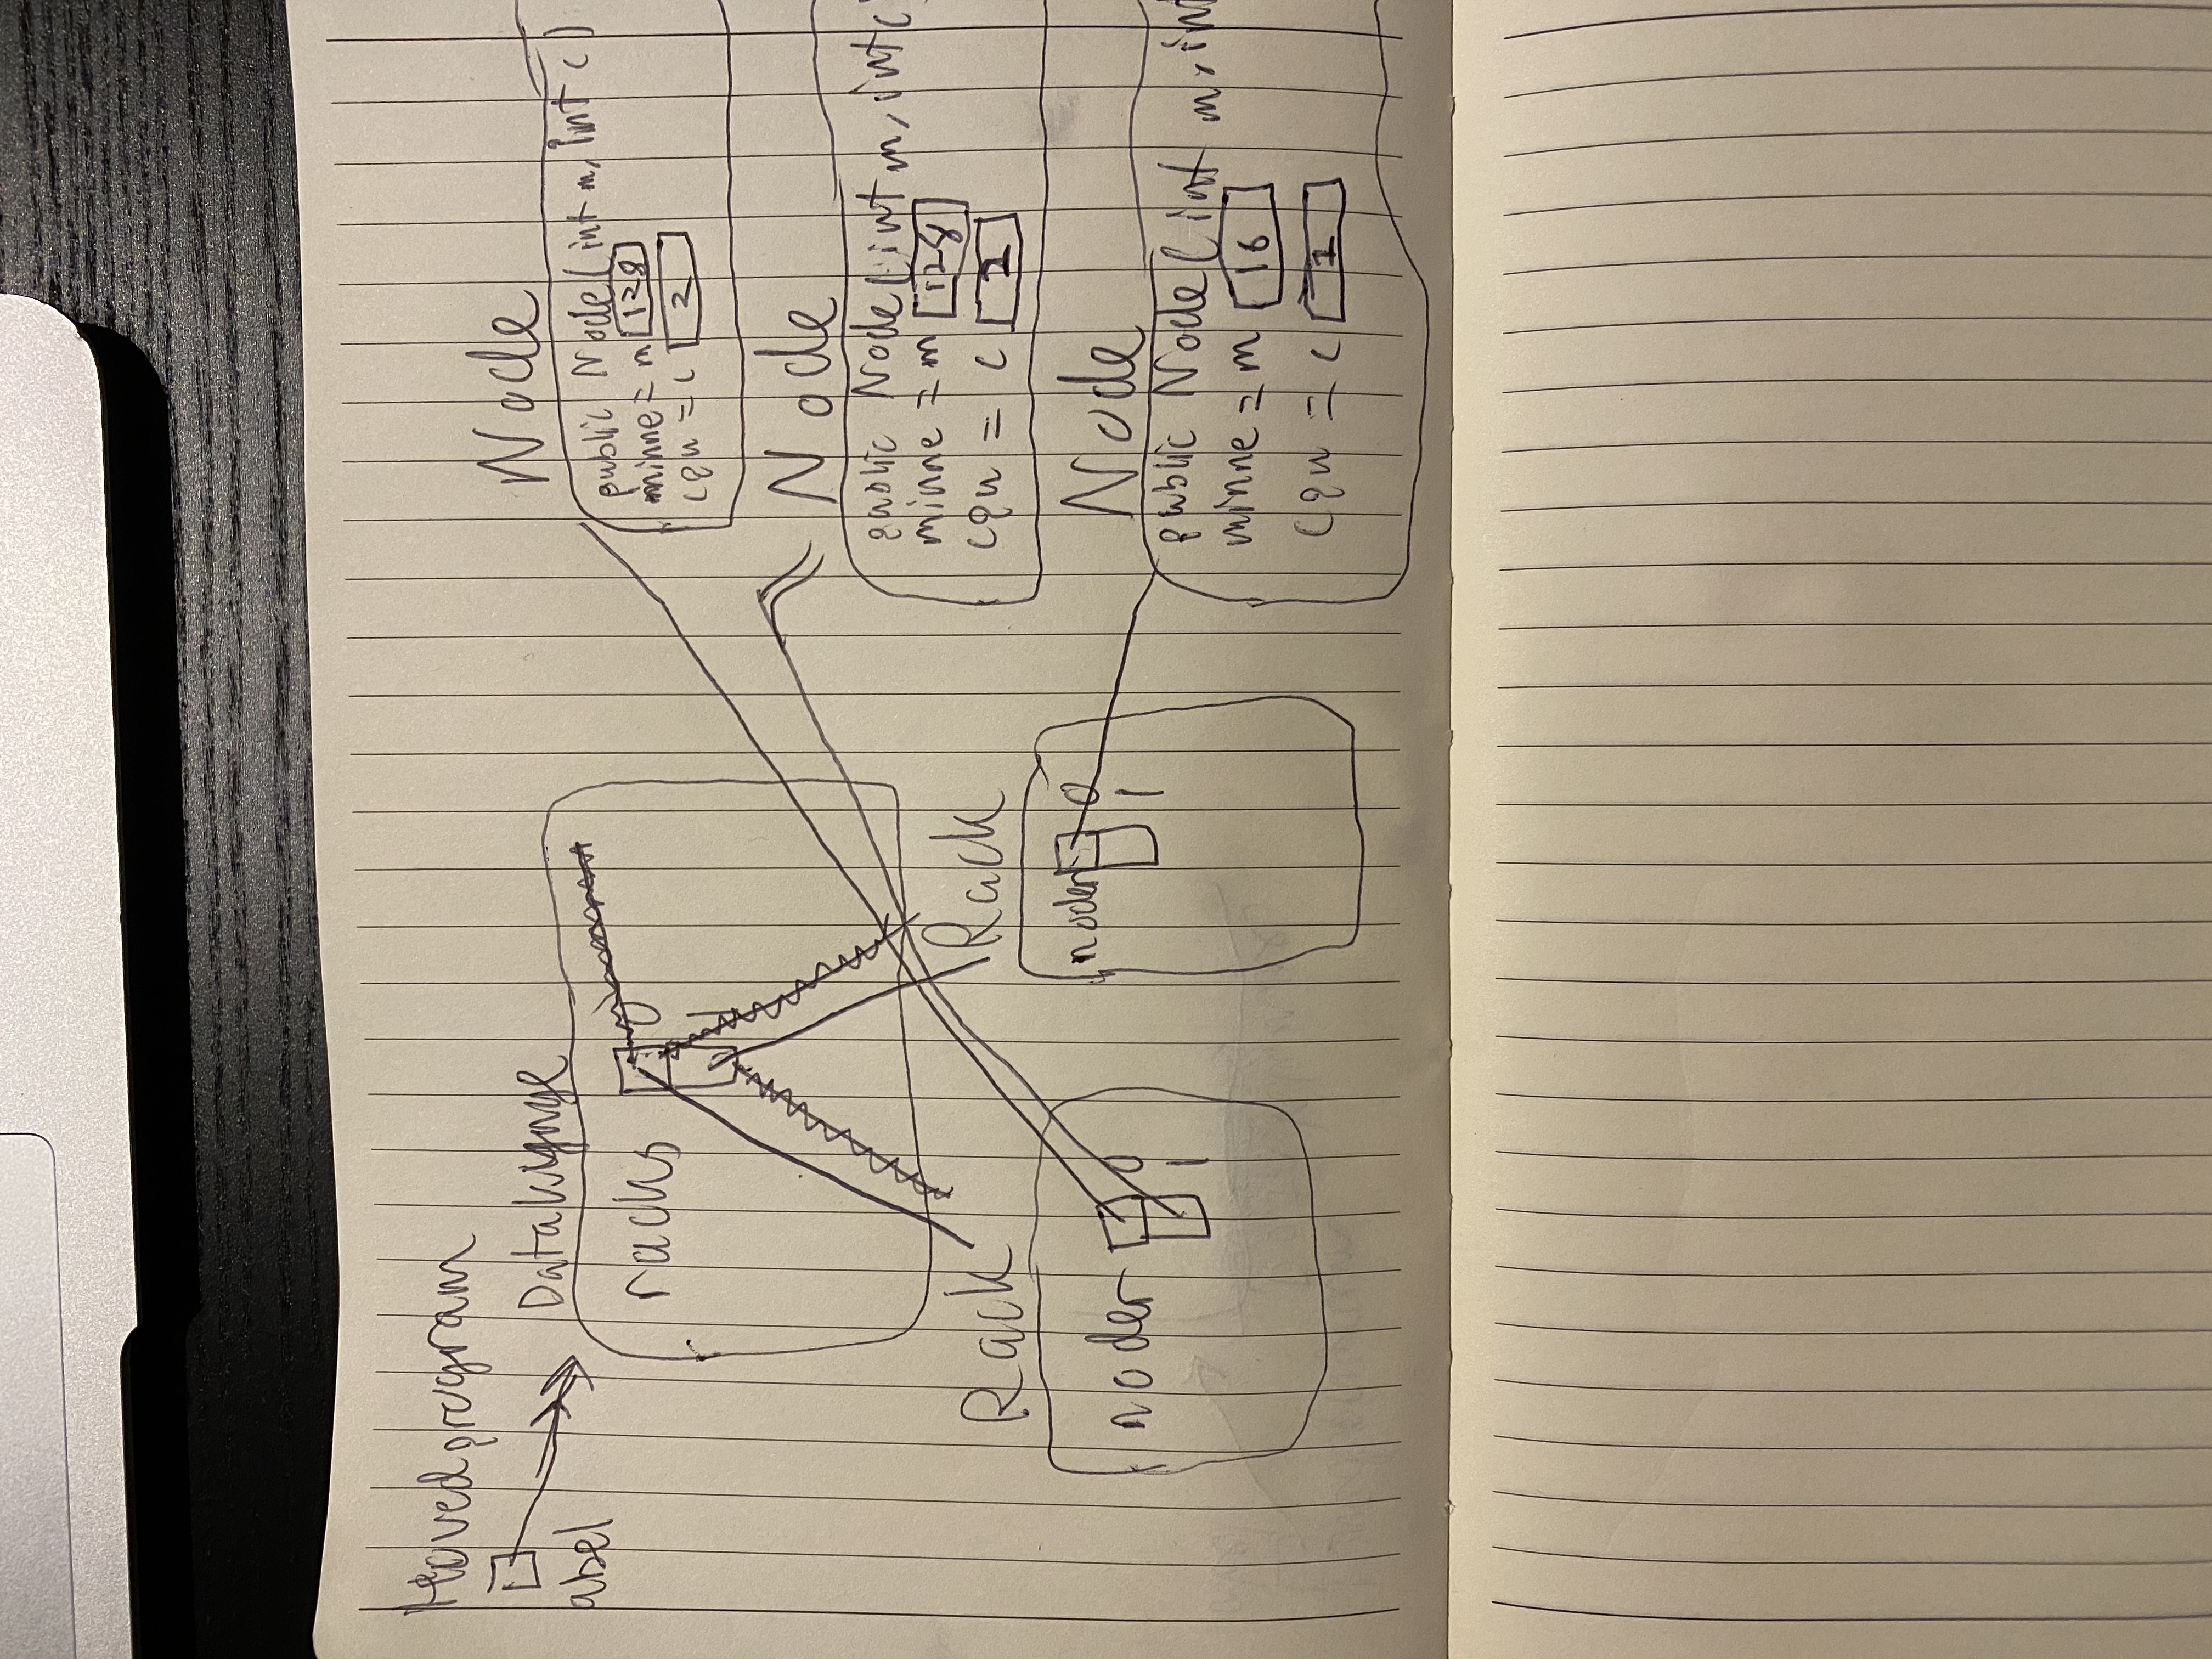 Hovedprogram
abel
Dataklynge
racks 0
1
Rack
noder 0
1
Rack
noder 0
1
Node
public Node(int m, int c)
minne = m 128
cpu = c 2
Node
public Node(int m, int c
minne = m 128
cpu = c
Node
public Node(int m, int
minne = m 16
cpu = c 1